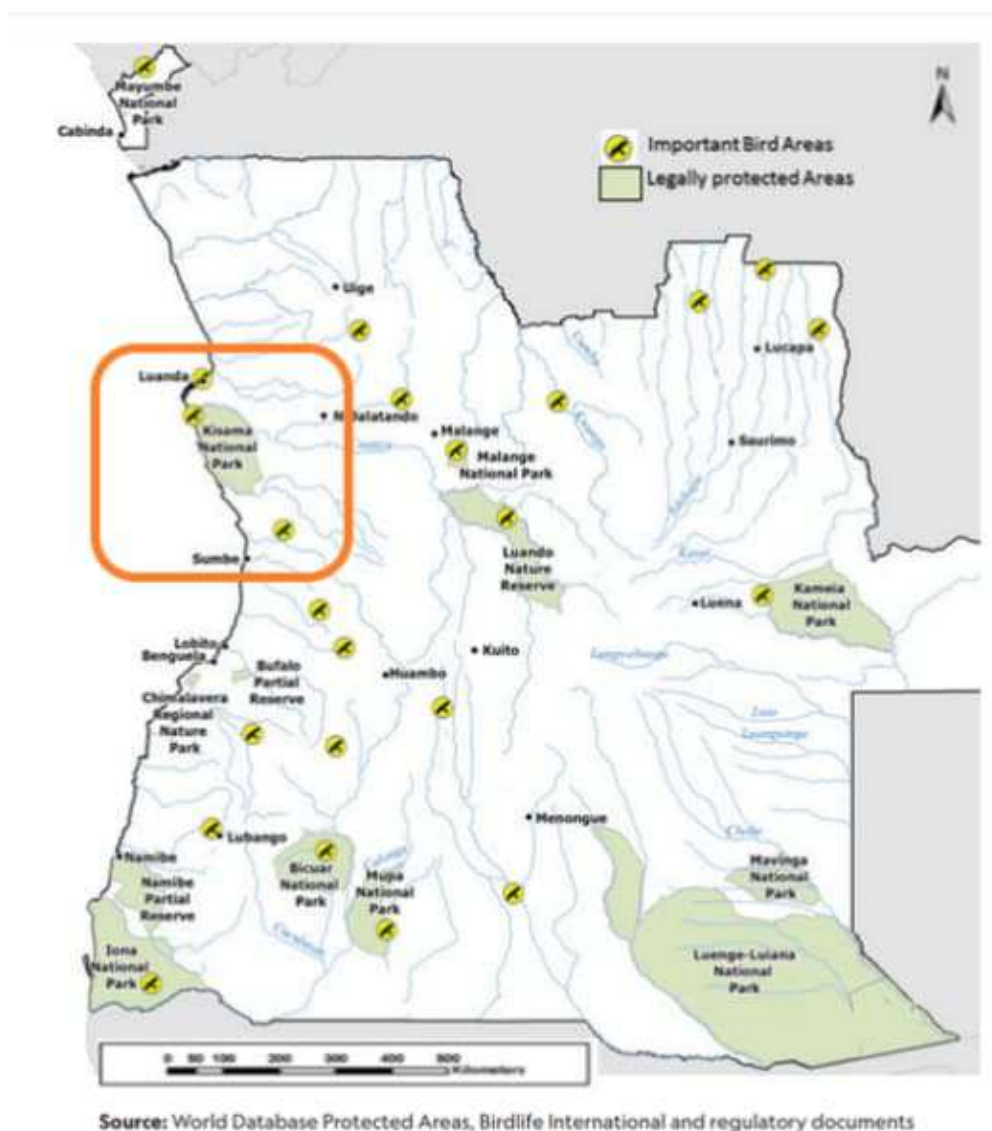 Mayumbe
National
Park
Cabinda
N
Important Bird Areas
Legally protected Areas
Uige
Lucapa
Luanda
N'Dalatando
Kisama
National
Park
Malange
Malange
National Park
Saurimo
Sumbe
Luando
Nature
Reserve
Luena
Kameia
National
Park
Lobito
Benguela
Bufalo
Partial
Reserve
Huambo
Kuito
Chimalavera
Regional
Nature
Park
Menongue
Lubango
Namibe
Namibe
Partial
Reserve
Bicuar
National
Park
Mupa
National
Park
Mavinga
National
Park
Iona
National
Park
Luenge-Luiana
National
Park
0 50 100 200 300 400 500
Kilometers
Source: World Database Protected Areas, Birdlife International and regulatory documents